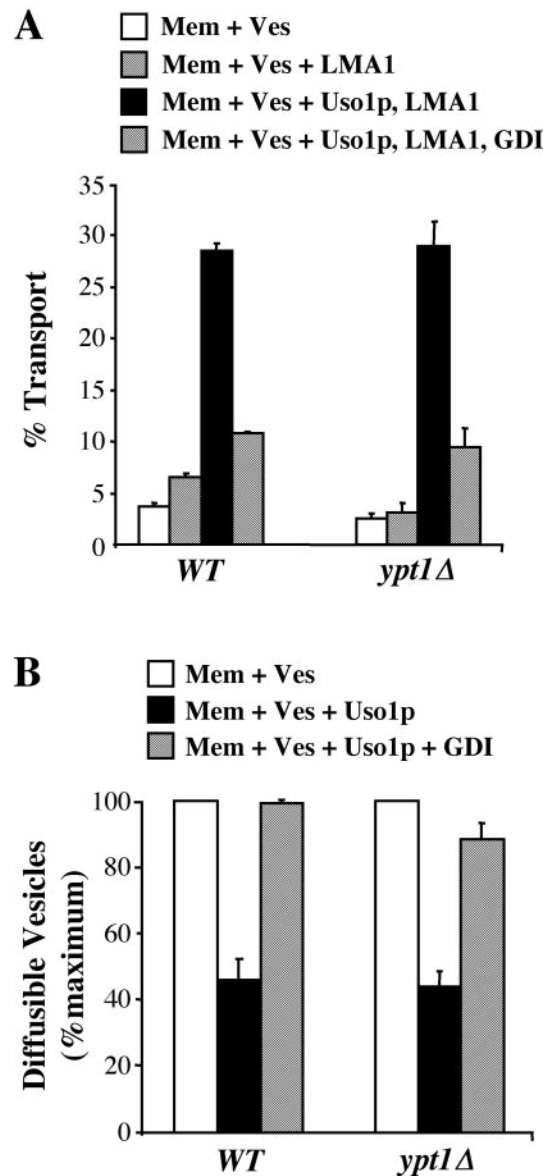 A
Mem + Ves
Mem + Ves + LMA1
Mem + Ves + Uso1p, LMA1
Mem + Ves + Uso1p, LMA1, GDI
% Transport
35
30
25
20
15
10
5
0
WT
ypt1Δ
B
Mem + Ves
Mem + Ves + Uso1p
Mem + Ves + Uso1p + GDI
Diffusible Vesicles
(%maximum)
100
80
60
40
20
0
WT
ypt1Δ